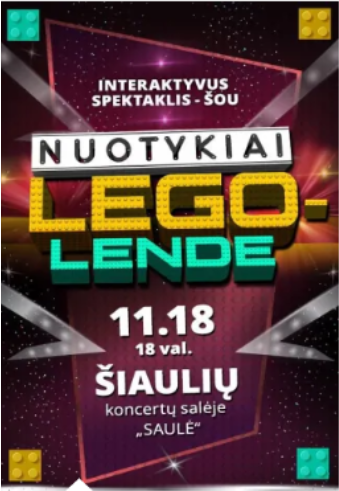 INTERAKTYVUS
SPEKTAKLIS - ŠOU
NUOTYKIAI
LEGO-
LENDE
11.18
18 val.
ŠIAULIŲ
koncertų salėje
„SAULĖ“